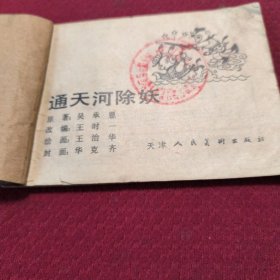 通天河除妖
原著：吴承恩
改编：王时一
绘画：王治华
封面：华克齐
天津人民美术出版社